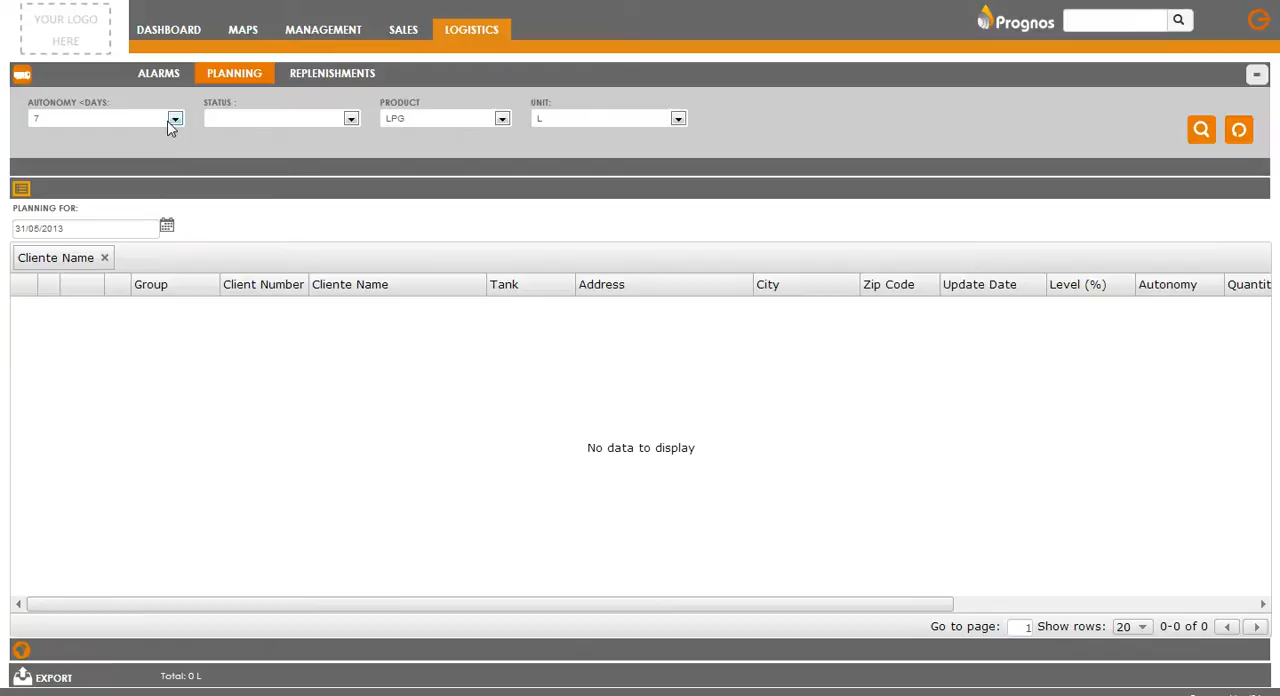 YOUR LOGO
HERE
DASHBOARD MAPS MANAGEMENT SALES LOGISTICS
Prognos
ALARMS PLANNING REPLENISHMENTS
AUTONOMY <DAYS: STATUS : PRODUCT UNIT:
7 LPG L
PLANNING FOR:
31/05/2013
Cliente Name ×
Group Client Number Cliente Name Tank Address City Zip Code Update Date Level (%) Autonomy Quantit
No data to display
Go to page: 1 Show rows: 20 0-0 of 0
EXPORT Total: 0 L